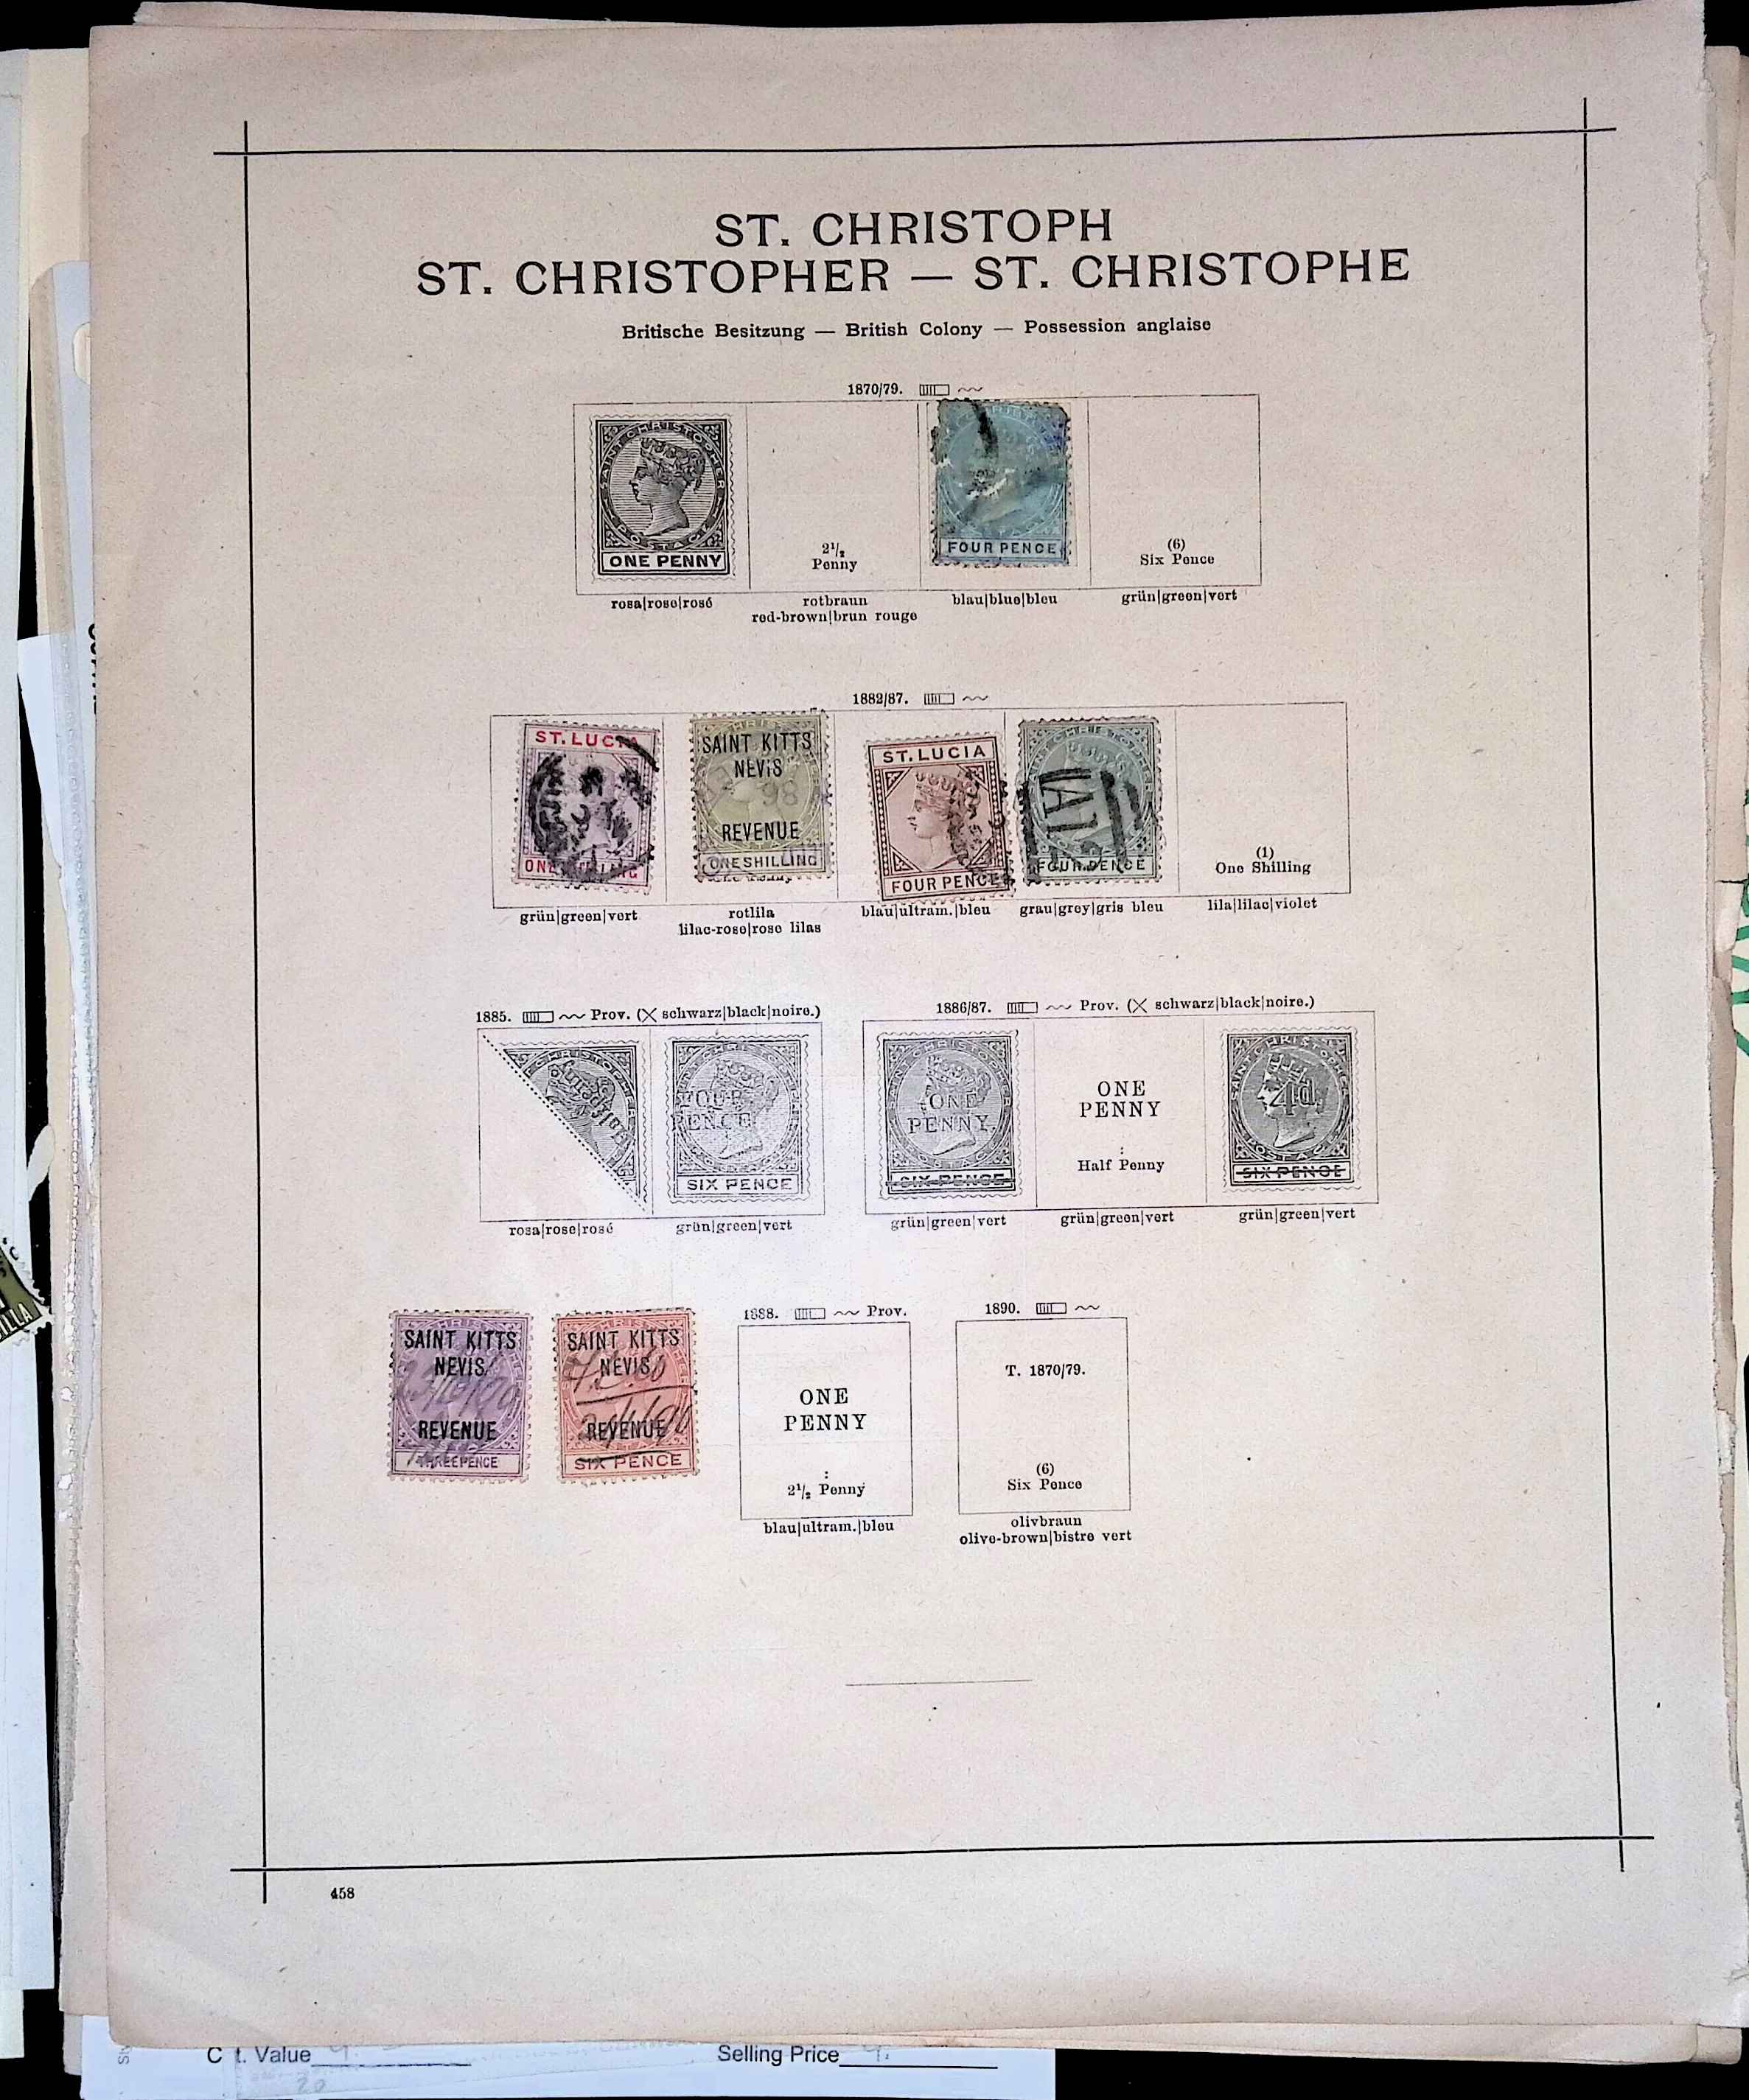 ST. CHRISTOPH
ST. CHRISTOPHER — ST. CHRISTOPHE
Britische Besitzung — British Colony — Possession anglaise
1870/79.
SAINT CHRISTOPHER
POSTAGE
ONE PENNY
2½
Penny
FOUR PENCE
(6)
Six Pence
rosa|rose|rosé
rotbraun
red-brown|brun rouge
blau|blue|bleu
grün|green|vert
1882/87.
ST. LUCIA
SAINT KITTS
NEVIS
98
REVENUE
ONE SHILLING
ST. LUCIA
FOUR PENCE
FOUR PENCE
(1)
One Shilling
grün|green|vert
rotlila
lilac-rose|rose lilas
blau|ultram.|bleu
grau|grey|gris bleu
lila|lilac|violet
1885. Prov. (X schwarz|black|noire.)
FOUR
PENCE
SIX PENCE
rosa|rose|rosé
grün|green|vert
1886/87. Prov. (X schwarz|black|noire.)
ONE
PENNY.
SIX PENCE
ONE
PENNY
:
Half Penny
4d.
SIX PENCE
grün|green|vert
grün|green|vert
grün|green|vert
SAINT KITTS
NEVIS
REVENUE
THREEPENCE
SAINT KITTS
NEVIS
REVENUE
SIX PENCE
1888. Prov.
ONE
PENNY
:
2½ Penny
blau|ultram.|bleu
1890.
T. 1870/79.
(6)
Six Pence
olivbraun
olive-brown|bistre vert
458
C t. Value
Selling Price
20